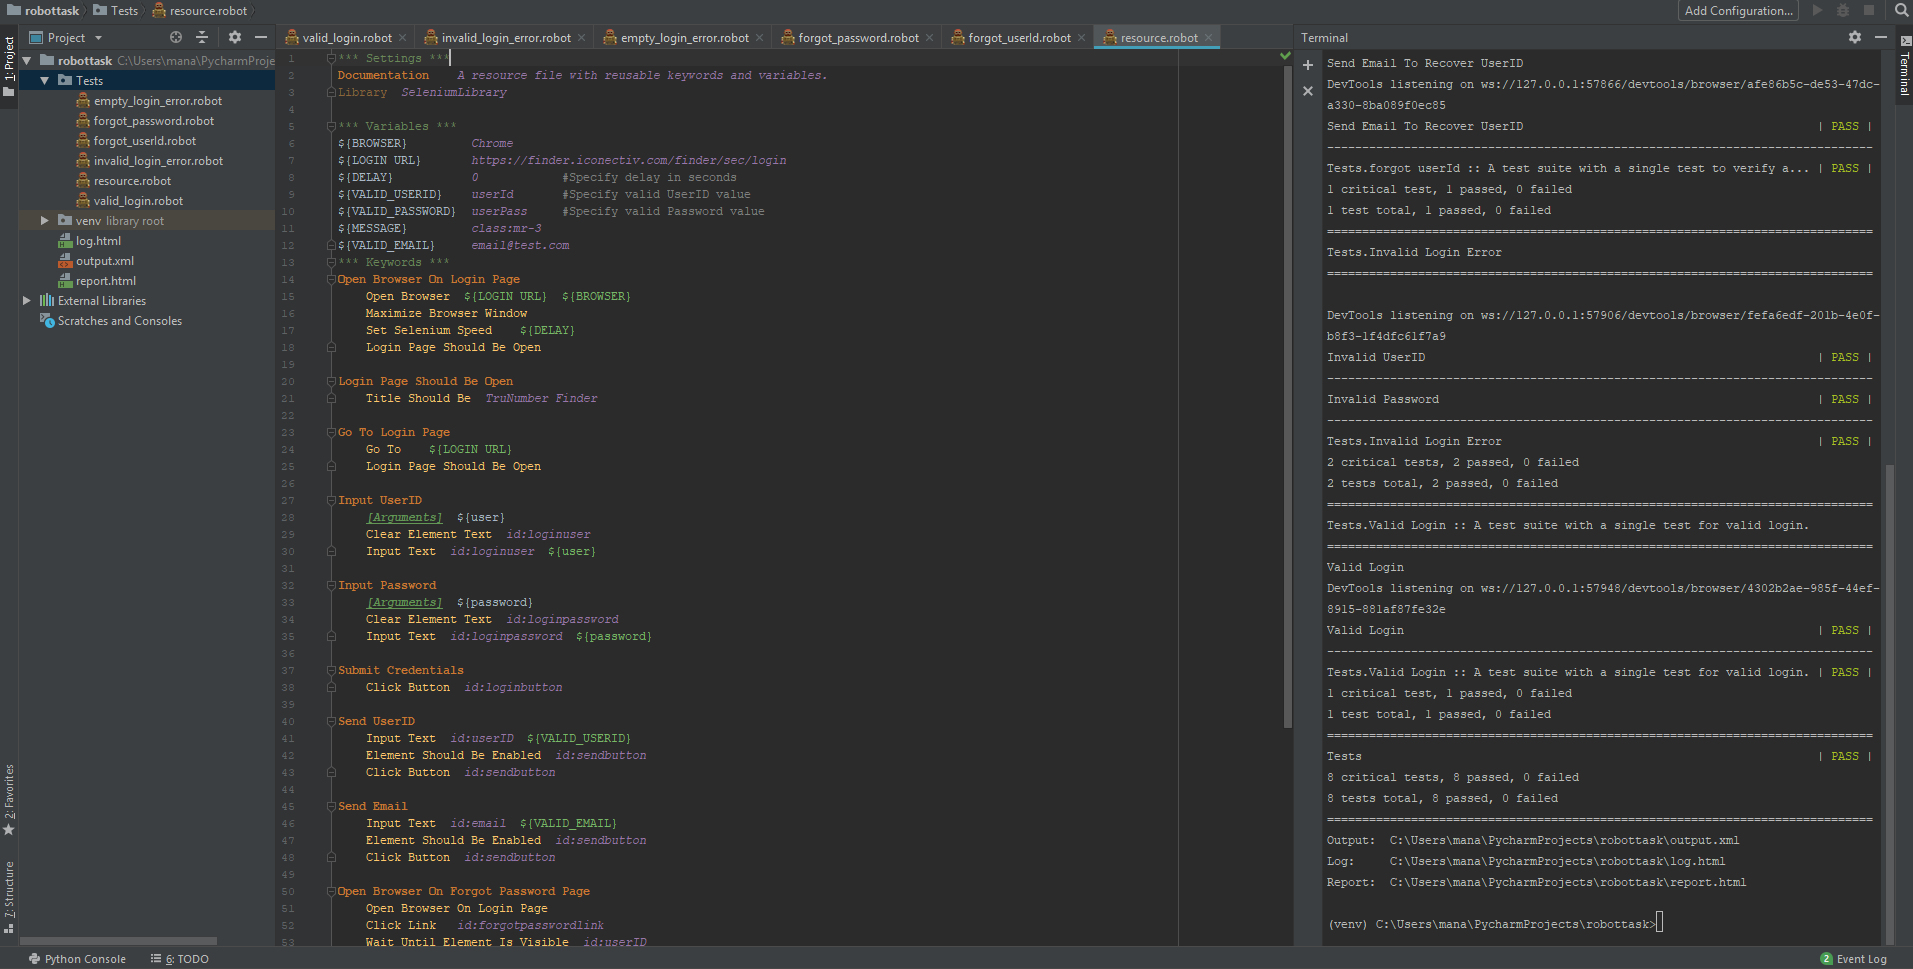 robottask  Tests  resource.robot
Add Configuration...
Project
robottask C:\Users\mana\PycharmProje
Tests
empty_login_error.robot
forgot_password.robot
forgot_userId.robot
invalid_login_error.robot
resource.robot
valid_login.robot
venv library root
log.html
output.xml
report.html
External Libraries
Scratches and Consoles
1: Project
2: Favorites
7: Structure
valid_login.robot  invalid_login_error.robot  empty_login_error.robot  forgot_password.robot  forgot_userId.robot  resource.robot
1 *** Settings ***
2 Documentation    A resource file with reusable keywords and variables.
3 Library  SeleniumLibrary
4
5 *** Variables ***
6 ${BROWSER}         Chrome
7 ${LOGIN URL}       https://finder.iconectiv.com/finder/sec/login
8 ${DELAY}           0            #Specify delay in seconds
9 ${VALID_USERID}    userId       #Specify valid UserID value
10 ${VALID_PASSWORD}  userPass     #Specify valid Password value
11 ${MESSAGE}         class:mr-3
12 ${VALID_EMAIL}     email@test.com
13 *** Keywords ***
14 Open Browser On Login Page
15     Open Browser  ${LOGIN URL}  ${BROWSER}
16     Maximize Browser Window
17     Set Selenium Speed    ${DELAY}
18     Login Page Should Be Open
19
20 Login Page Should Be Open
21     Title Should Be  TruNumber Finder
22
23 Go To Login Page
24     Go To    ${LOGIN URL}
25     Login Page Should Be Open
26
27 Input UserID
28     [Arguments]  ${user}
29     Clear Element Text  id:loginuser
30     Input Text  id:loginuser  ${user}
31
32 Input Password
33     [Arguments]  ${password}
34     Clear Element Text  id:loginpassword
35     Input Text  id:loginpassword  ${password}
36
37 Submit Credentials
38     Click Button  id:loginbutton
39
40 Send UserID
41     Input Text  id:userID  ${VALID_USERID}
42     Element Should Be Enabled  id:sendbutton
43     Click Button  id:sendbutton
44
45 Send Email
46     Input Text  id:email  ${VALID_EMAIL}
47     Element Should Be Enabled  id:sendbutton
48     Click Button  id:sendbutton
49
50 Open Browser On Forgot Password Page
51     Open Browser On Login Page
52     Click Link   id:forgotpasswordlink
53     Wait Until Element Is Visible  id:userID
Terminal
Send Email To Recover UserID
DevTools listening on ws://127.0.0.1:57866/devtools/browser/afe86b5c-de53-47dc-
a330-8ba089f0ec85
Send Email To Recover UserID | PASS |
------------------------------------------------------------------------------
Tests.forgot userId :: A test suite with a single test to verify a... | PASS |
1 critical test, 1 passed, 0 failed
1 test total, 1 passed, 0 failed
==============================================================================
Tests.Invalid Login Error
==============================================================================
DevTools listening on ws://127.0.0.1:57906/devtools/browser/fefa6edf-201b-4e0f-
b8f3-1f4dfc61f7a9
Invalid UserID | PASS |
------------------------------------------------------------------------------
Invalid Password | PASS |
------------------------------------------------------------------------------
Tests.Invalid Login Error | PASS |
2 critical tests, 2 passed, 0 failed
2 tests total, 2 passed, 0 failed
==============================================================================
Tests.Valid Login :: A test suite with a single test for valid login.
==============================================================================
Valid Login
DevTools listening on ws://127.0.0.1:57948/devtools/browser/4302b2ae-985f-44ef-
8915-881af87fe32e
Valid Login | PASS |
------------------------------------------------------------------------------
Tests.Valid Login :: A test suite with a single test for valid login. | PASS |
1 critical test, 1 passed, 0 failed
1 test total, 1 passed, 0 failed
==============================================================================
Tests | PASS |
8 critical tests, 8 passed, 0 failed
8 tests total, 8 passed, 0 failed
==============================================================================
Output:  C:\Users\mana\PycharmProjects\robottask\output.xml
Log:     C:\Users\mana\PycharmProjects\robottask\log.html
Report:  C:\Users\mana\PycharmProjects\robottask\report.html
(venv) C:\Users\mana\PycharmProjects\robottask>
Terminal
Python Console  6: TODO
2 Event Log